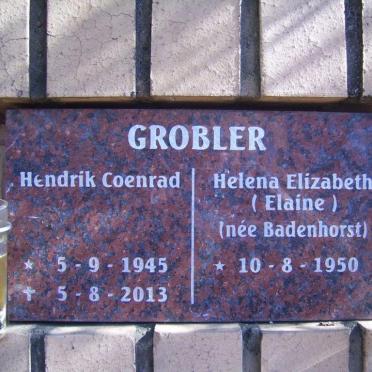 GROBLER
Hendrik Coenrad
★ 5 - 9 - 1945
✞ 5 - 8 - 2013
Helena Elizabeth
( Elaine )
(née Badenhorst)
★ 10 - 8 - 1950